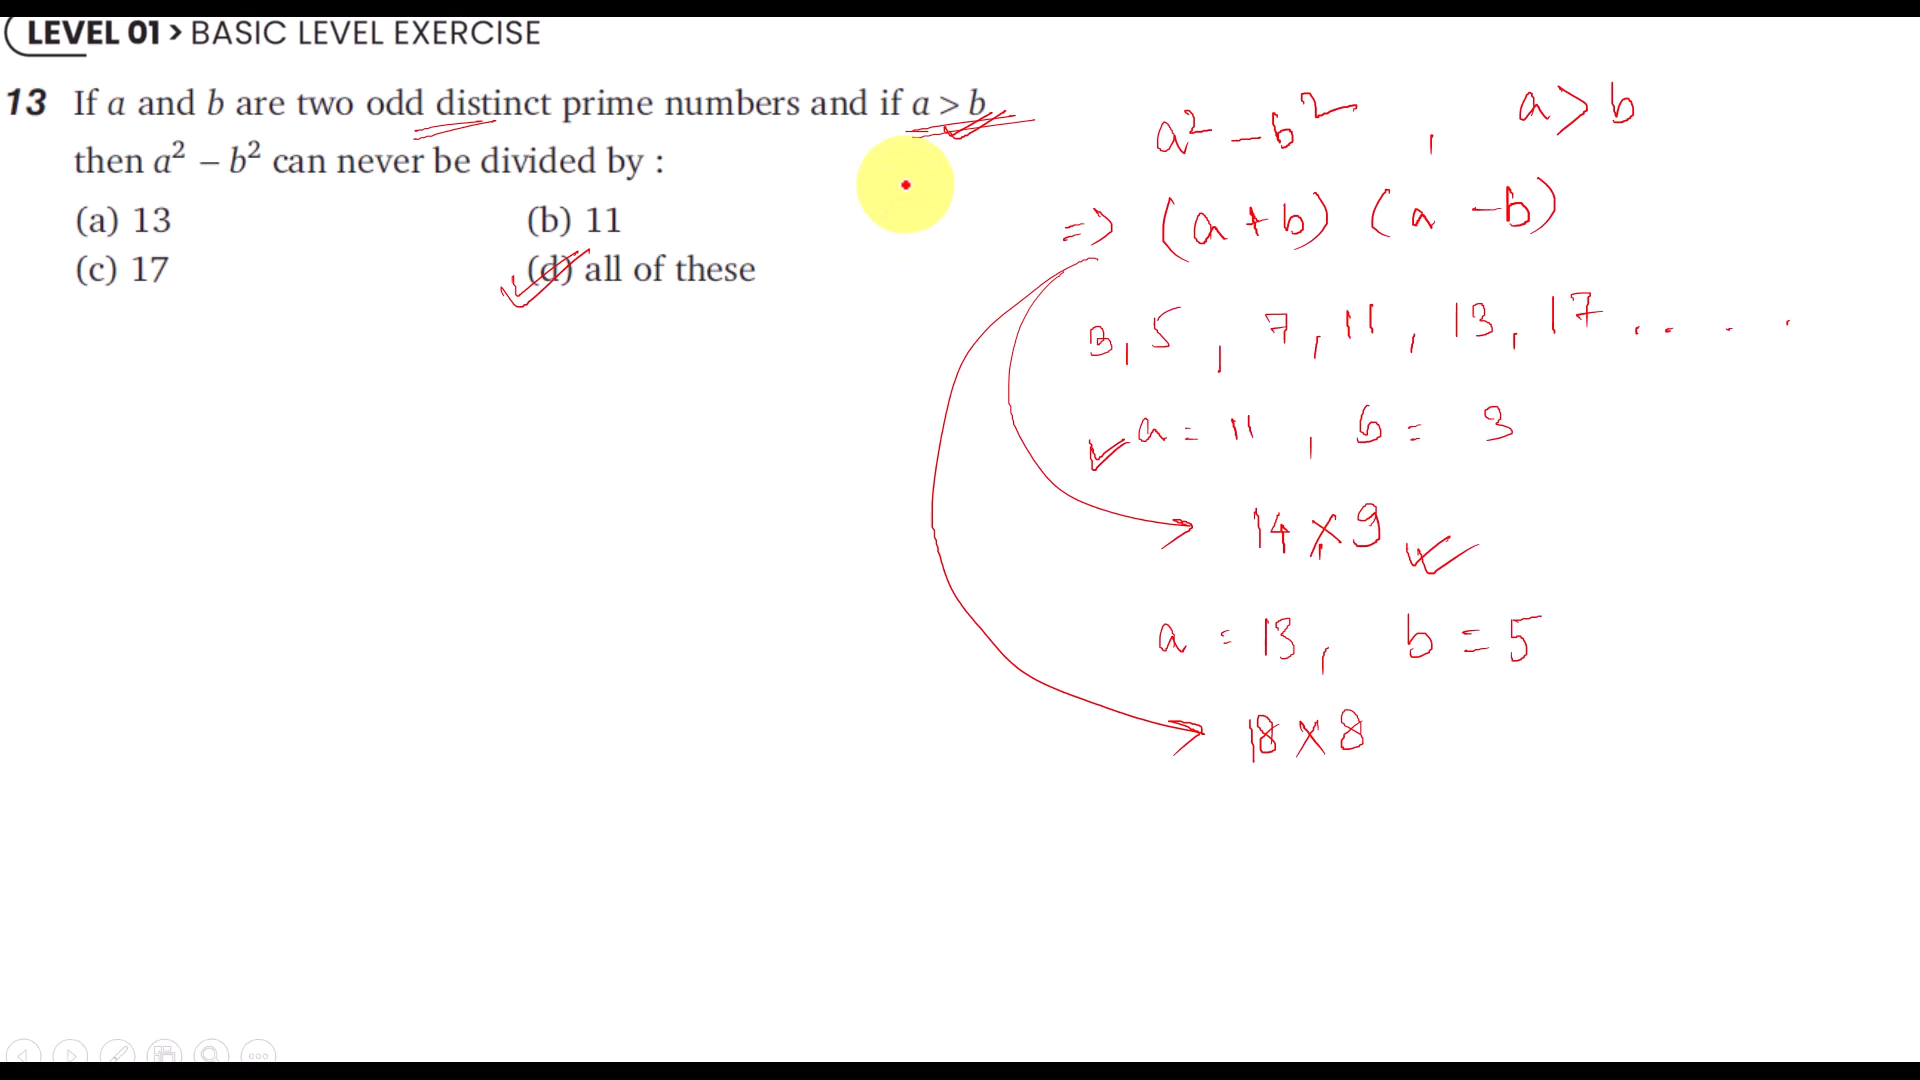 LEVEL 01 > BASIC LEVEL EXERCISE
13 If a and b are two odd distinct prime numbers and if a > b
then a² – b² can never be divided by :
(a) 13 (b) 11
(c) 17 (d) all of these
a² – b² , a > b
=> (a + b) (a – b)
3, 5, 7, 11, 13, 17 . . . . .
a = 11, b = 3
14 × 9
a = 13, b = 5
18 × 8